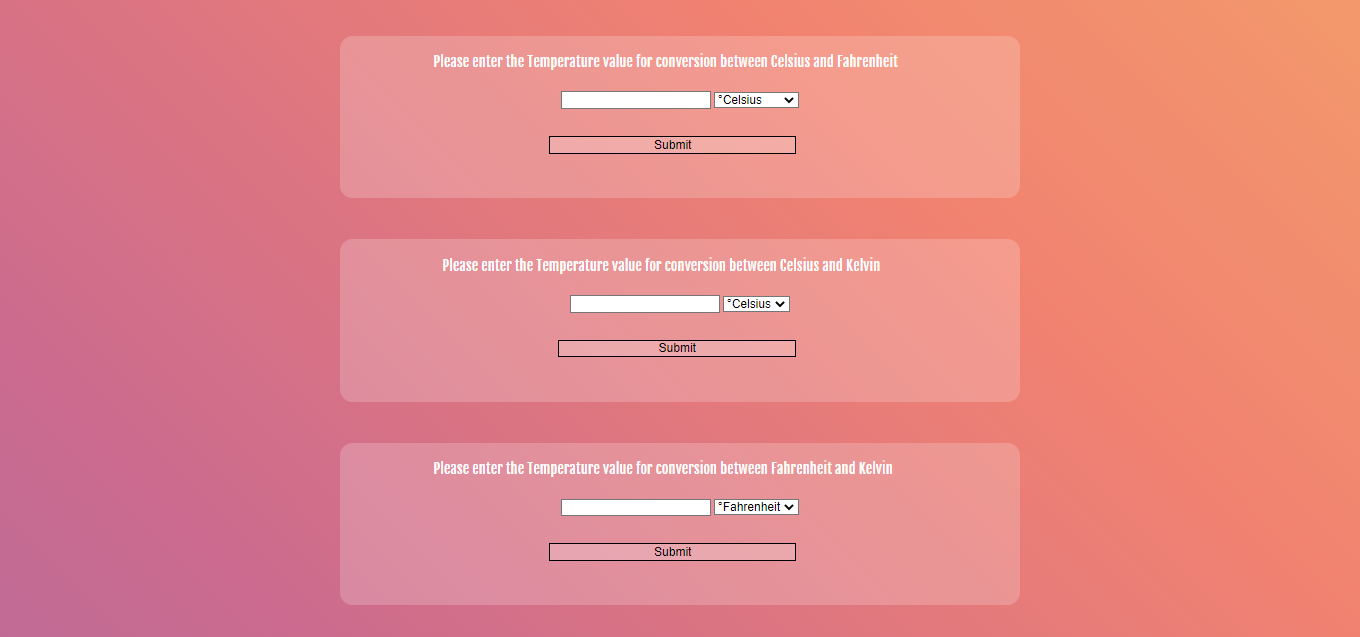 Please enter the Temperature value for conversion between Celsius and Fahrenheit
°Celsius
Submit
Please enter the Temperature value for conversion between Celsius and Kelvin
°Celsius
Submit
Please enter the Temperature value for conversion between Fahrenheit and Kelvin
°Fahrenheit
Submit